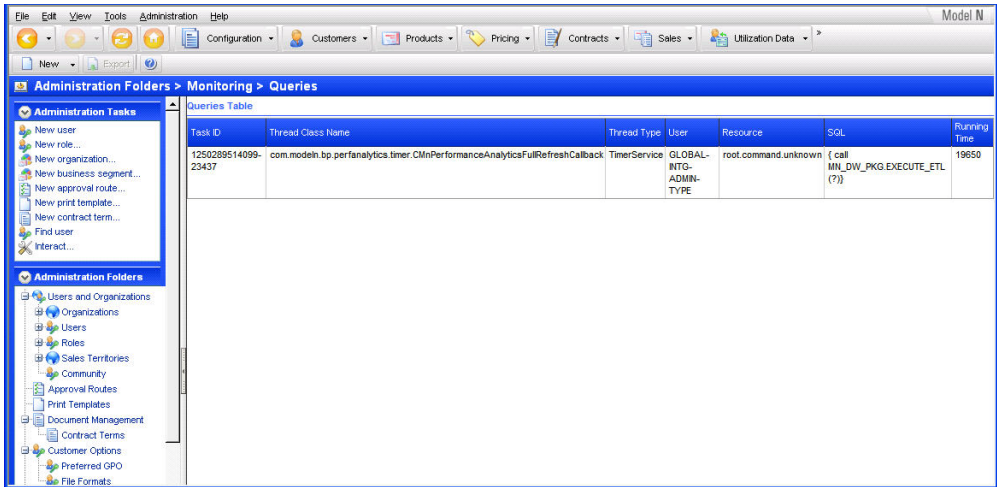 File Edit View Tools Administration Help Model N
Configuration Customers Products Pricing Contracts Sales Utilization Data »
New Export
Administration Folders > Monitoring > Queries
Administration Tasks
New user
New role...
New organization...
New business segment...
New approval route...
New print template...
New contract term...
Find user
Interact...
Administration Folders
Users and Organizations
Organizations
Users
Roles
Sales Territories
Community
Approval Routes
Print Templates
Document Management
Contract Terms
Customer Options
Preferred GPO
File Formats
Queries Table
Task ID Thread Class Name Thread Type User Resource SQL Running
Time
1250289514099- com.modeln.bp.perfanalytics.timer.CMnPerformanceAnalyticsFullRefreshCallback TimerService GLOBAL- root.command.unknown { call 19650
23437 INTG- MN_DW_PKG.EXECUTE_ETL
ADMIN- (?)}
TYPE